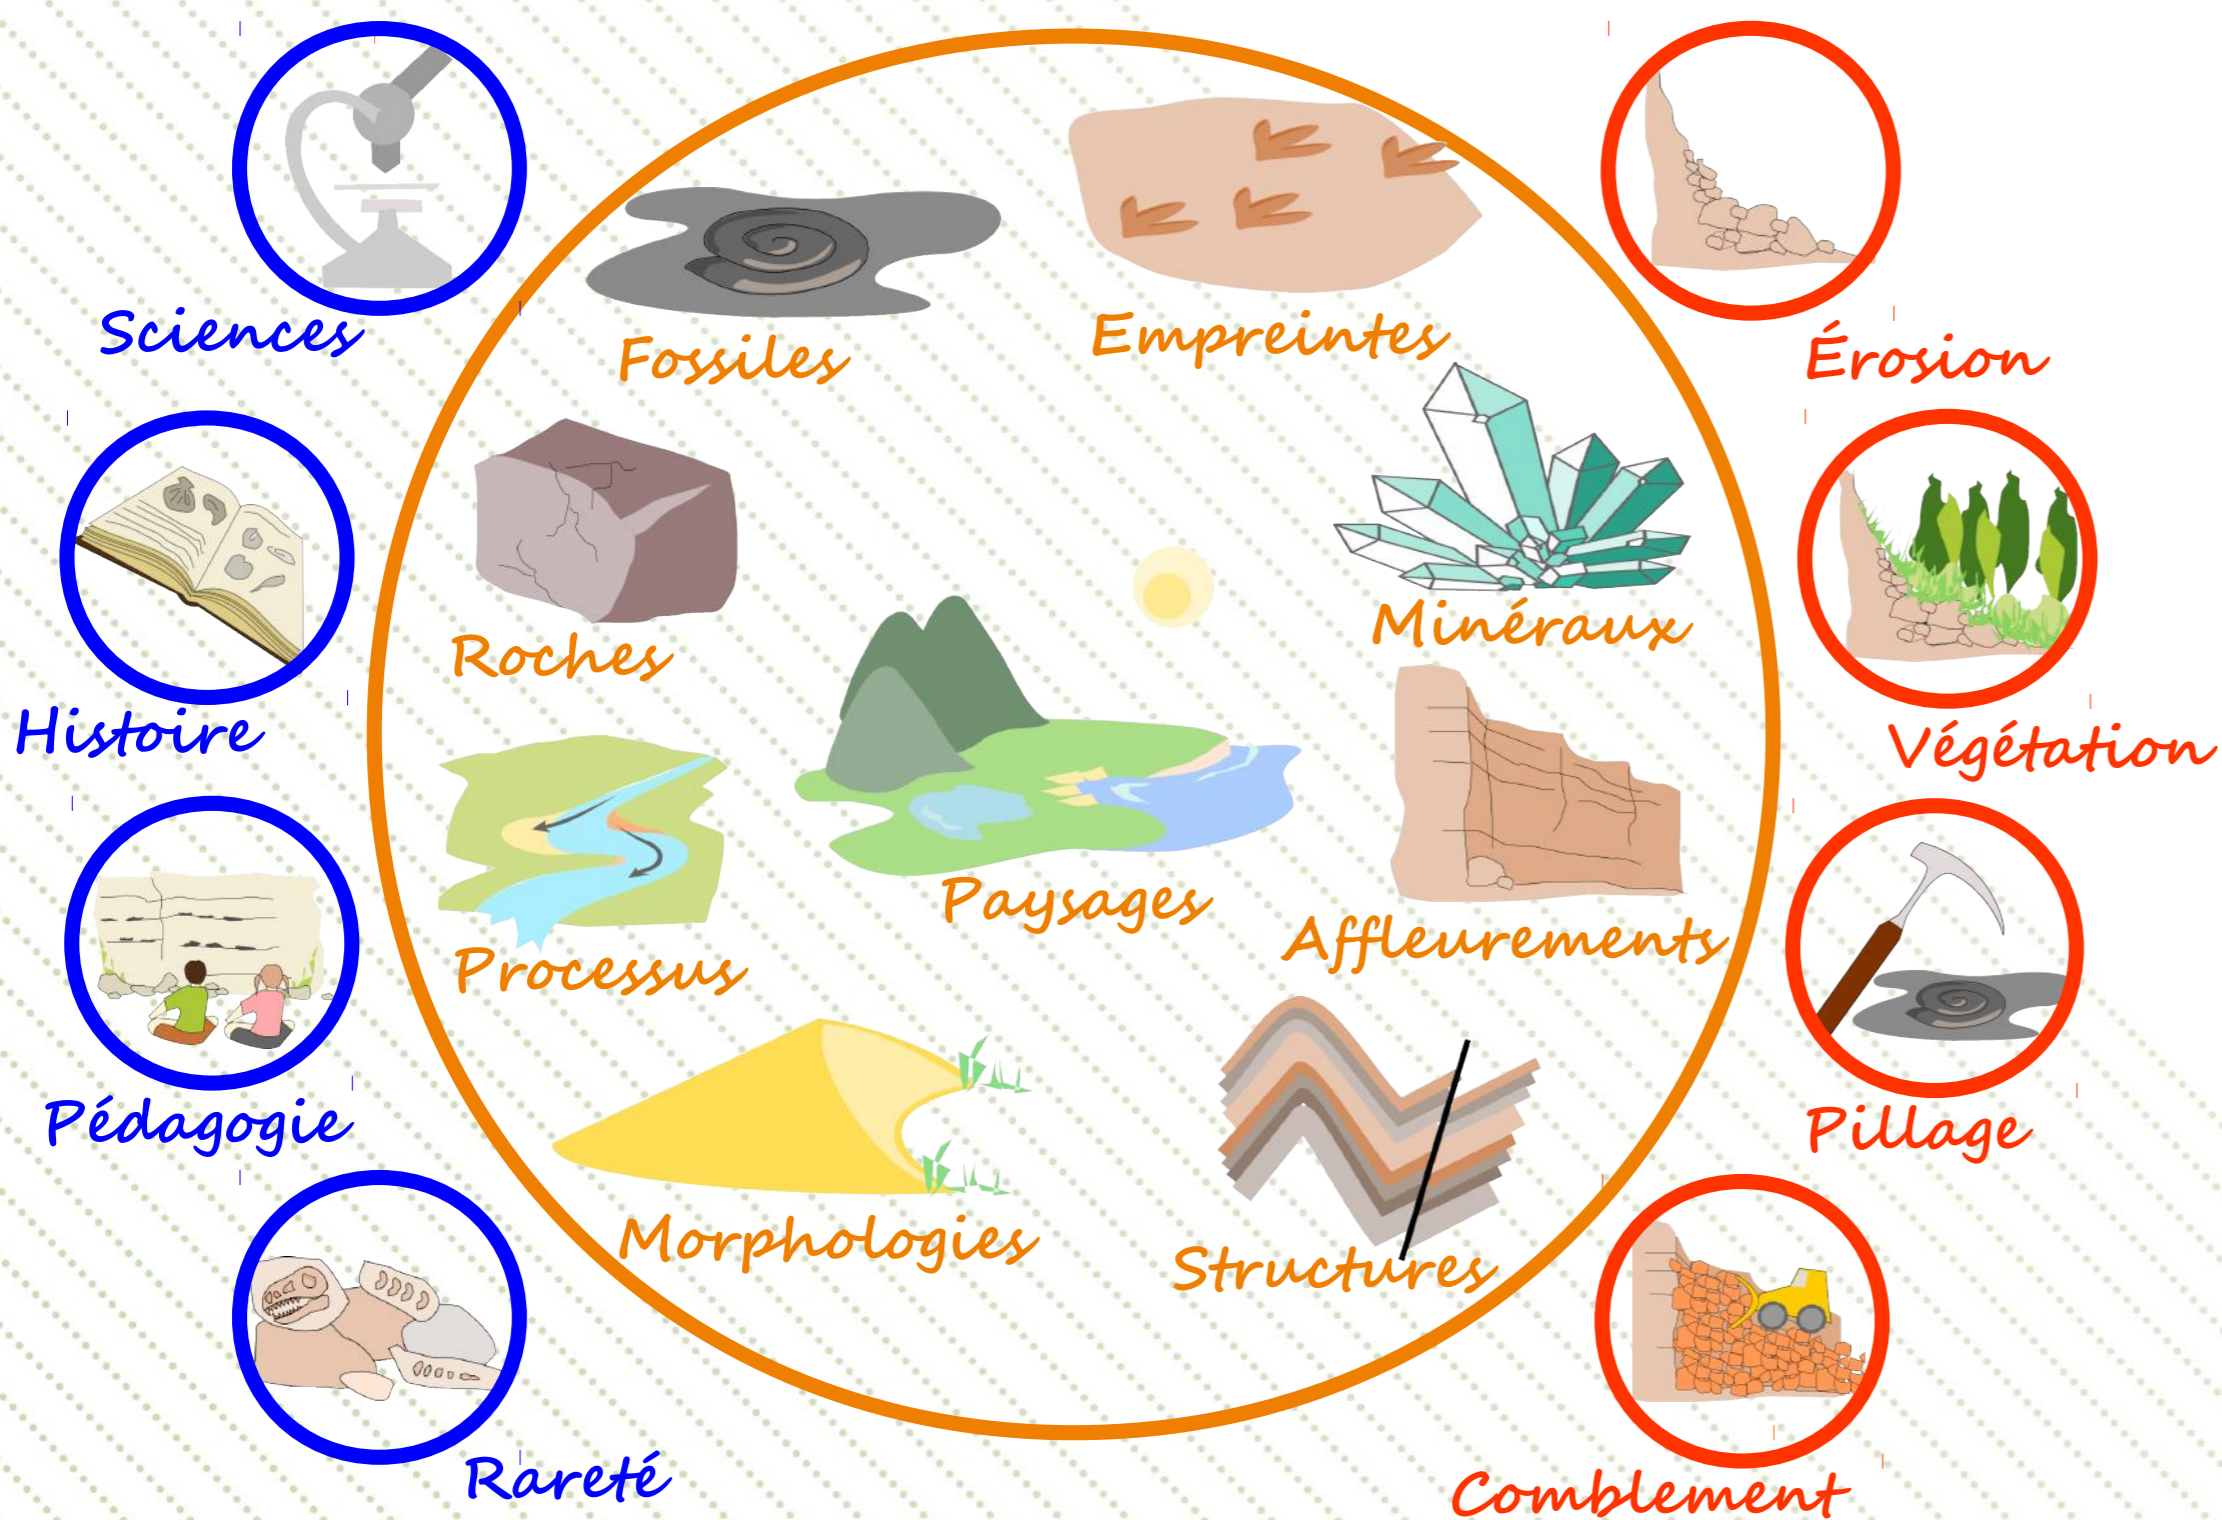 Sciences
Histoire
Pédagogie
Rareté
Fossiles
Empreintes
Roches
Minéraux
Processus
Paysages
Affleurements
Morphologies
Structures
Érosion
Végétation
Pillage
Comblement